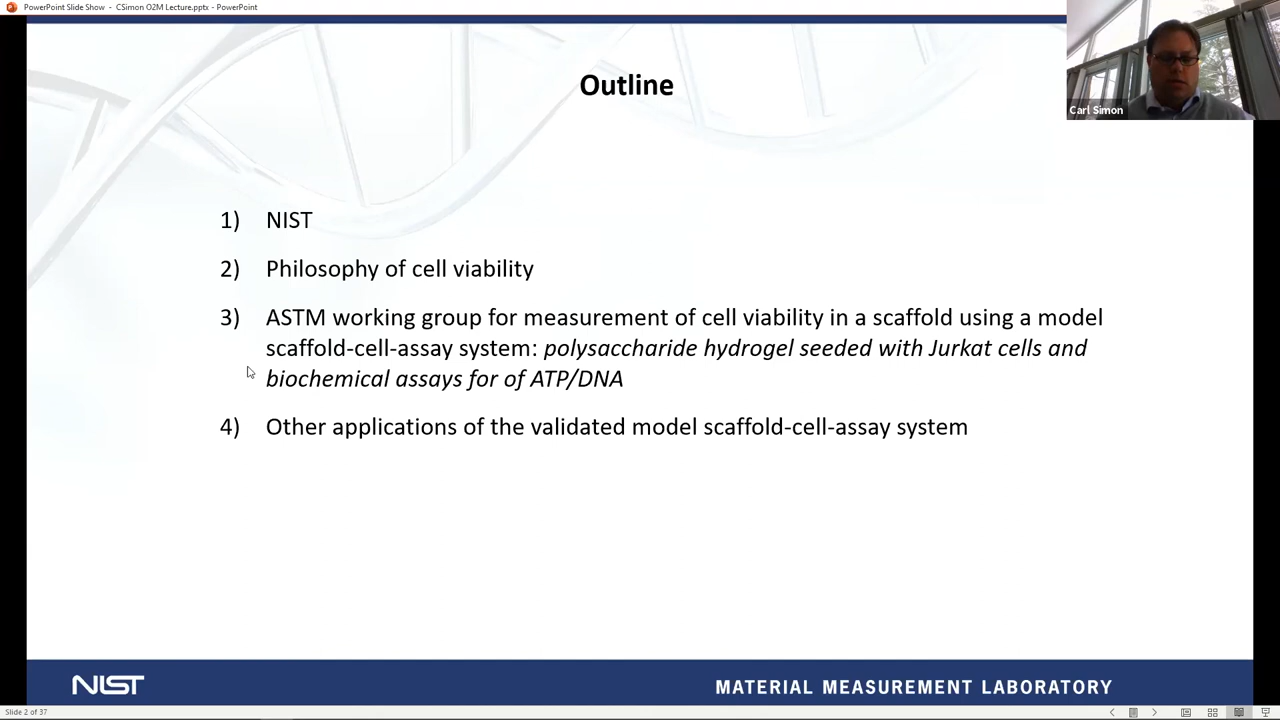 PowerPoint Slide Show - CSimon O2M Lecture.pptx - PowerPoint
Carl Simon
Outline
1) NIST
2) Philosophy of cell viability
3) ASTM working group for measurement of cell viability in a scaffold using a model
scaffold-cell-assay system: polysaccharide hydrogel seeded with Jurkat cells and
biochemical assays for of ATP/DNA
4) Other applications of the validated model scaffold-cell-assay system
NIST
MATERIAL MEASUREMENT LABORATORY
Slide 2 of 37